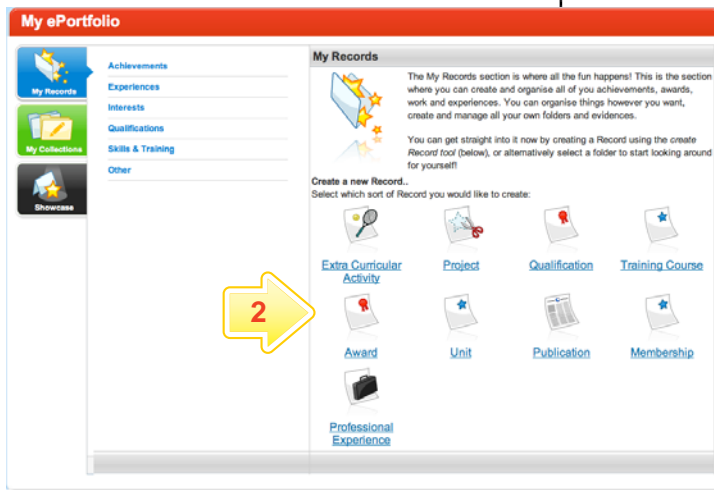 My ePortfolio
My Records
My Collections
Showcase
Achievements
Experiences
Interests
Qualifications
Skills & Training
Other
My Records
The My Records section is where all the fun happens! This is the section
where you can create and organise all of you achievements, awards,
work and experiences. You can organise things however you want,
create and manage all your own folders and evidences.
You can get straight into it now by creating a Record using the create
Record tool (below), or alternatively select a folder to start looking around
for yourself!
Create a new Record..
Select which sort of Record you would like to create:
Extra Curricular
Activity
Project
Qualification
Training Course
2
Award
Unit
Publication
Membership
Professional
Experience